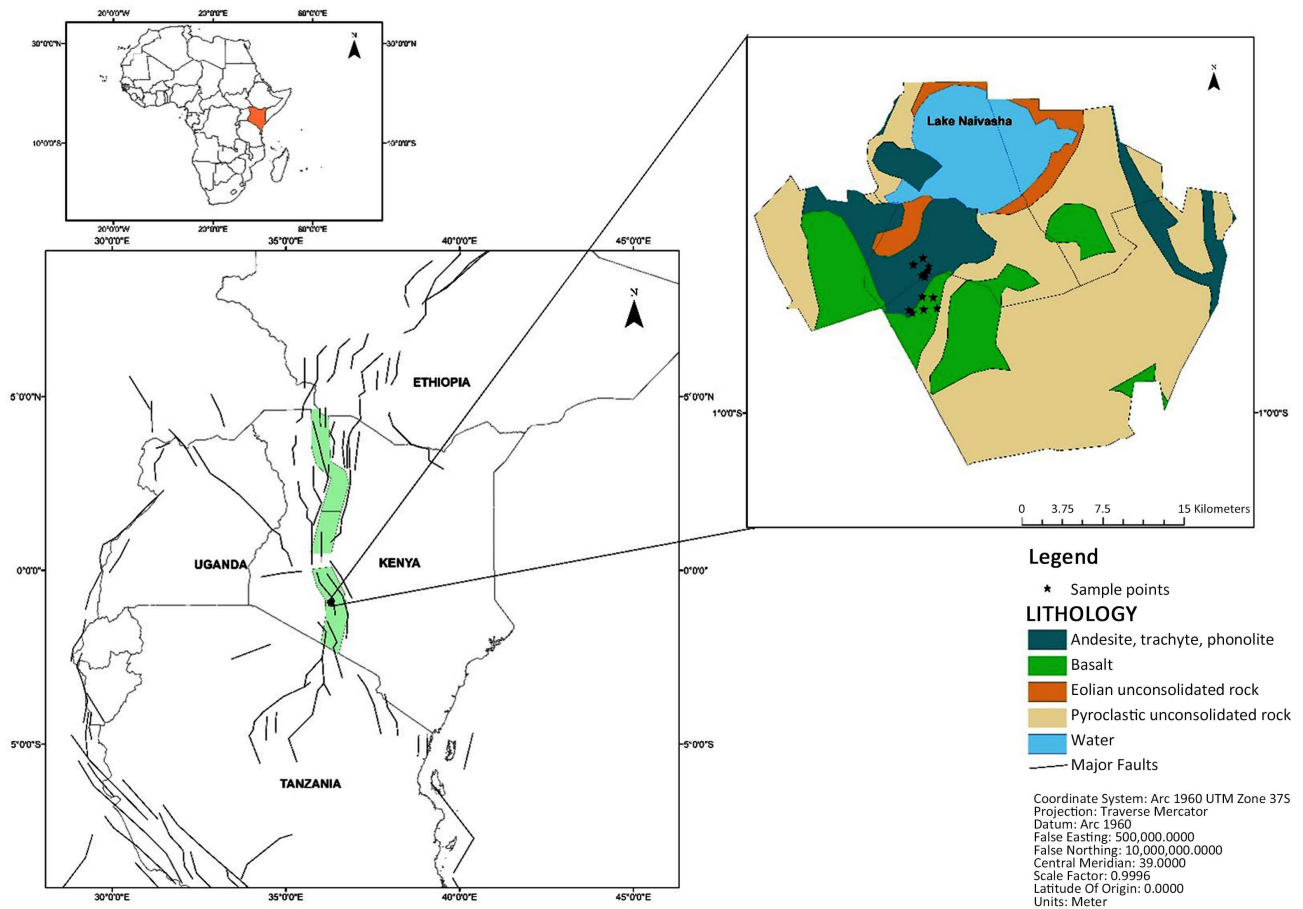 20°0'0"W 0°0'0"E 60°0'0"E
30°0'0"N 30°0'0"N
N
10°0'0"S 10°0'0"S
20°0'0"W 60°0'0"E
30°0'0"E 35°0'0"E 40°0'0"E 45°0'0"E
N
ETHIOPIA
5°0'0"N 5°0'0"N
UGANDA KENYA
0°0'0" 0°0'0"
5°0'0"S 5°0'0"S
TANZANIA
30°0'0"E 35°0'0"E 40°0'0"E 45°0'0"E
N
Lake Naivasha
1°0'0"S 1°0'0"S
0 3.75 7.5 15 Kilometers
Legend
Sample points
LITHOLOGY
Andesite, trachyte, phonolite
Basalt
Eolian unconsolidated rock
Pyroclastic unconsolidated rock
Water
Major Faults
Coordinate System: Arc 1960 UTM Zone 37S
Projection: Traverse Mercator
Datum: Arc 1960
False Easting: 500,000.0000
False Northing: 10,000,000.0000
Central Meridian: 39.0000
Scale Factor: 0.9996
Latitude Of Origin: 0.0000
Units: Meter